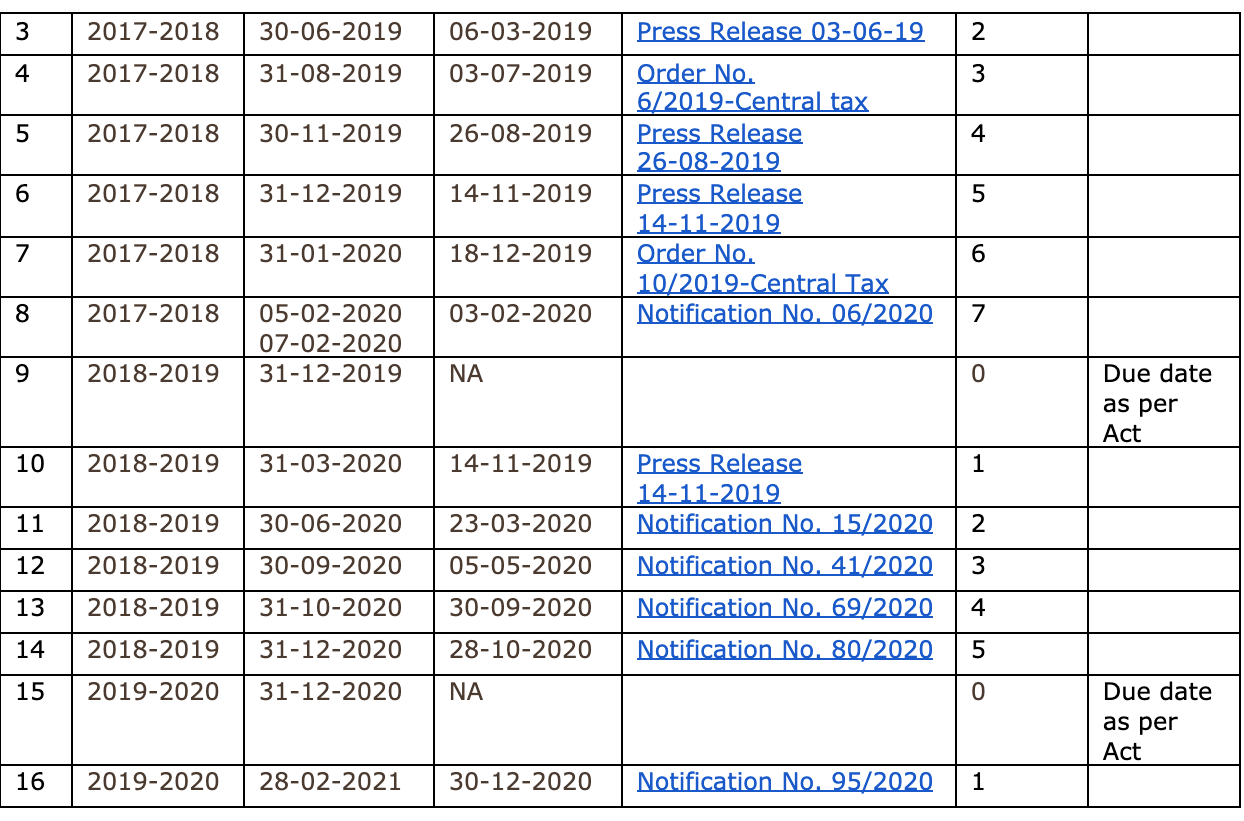 3 2017-2018 30-06-2019 06-03-2019 Press Release 03-06-19 2
4 2017-2018 31-08-2019 03-07-2019 Order No. 3
6/2019-Central tax
5 2017-2018 30-11-2019 26-08-2019 Press Release 4
26-08-2019
6 2017-2018 31-12-2019 14-11-2019 Press Release 5
14-11-2019
7 2017-2018 31-01-2020 18-12-2019 Order No. 6
10/2019-Central Tax
8 2017-2018 05-02-2020 03-02-2020 Notification No. 06/2020 7
07-02-2020
9 2018-2019 31-12-2019 NA 0 Due date
as per
Act
10 2018-2019 31-03-2020 14-11-2019 Press Release 1
14-11-2019
11 2018-2019 30-06-2020 23-03-2020 Notification No. 15/2020 2
12 2018-2019 30-09-2020 05-05-2020 Notification No. 41/2020 3
13 2018-2019 31-10-2020 30-09-2020 Notification No. 69/2020 4
14 2018-2019 31-12-2020 28-10-2020 Notification No. 80/2020 5
15 2019-2020 31-12-2020 NA 0 Due date
as per
Act
16 2019-2020 28-02-2021 30-12-2020 Notification No. 95/2020 1